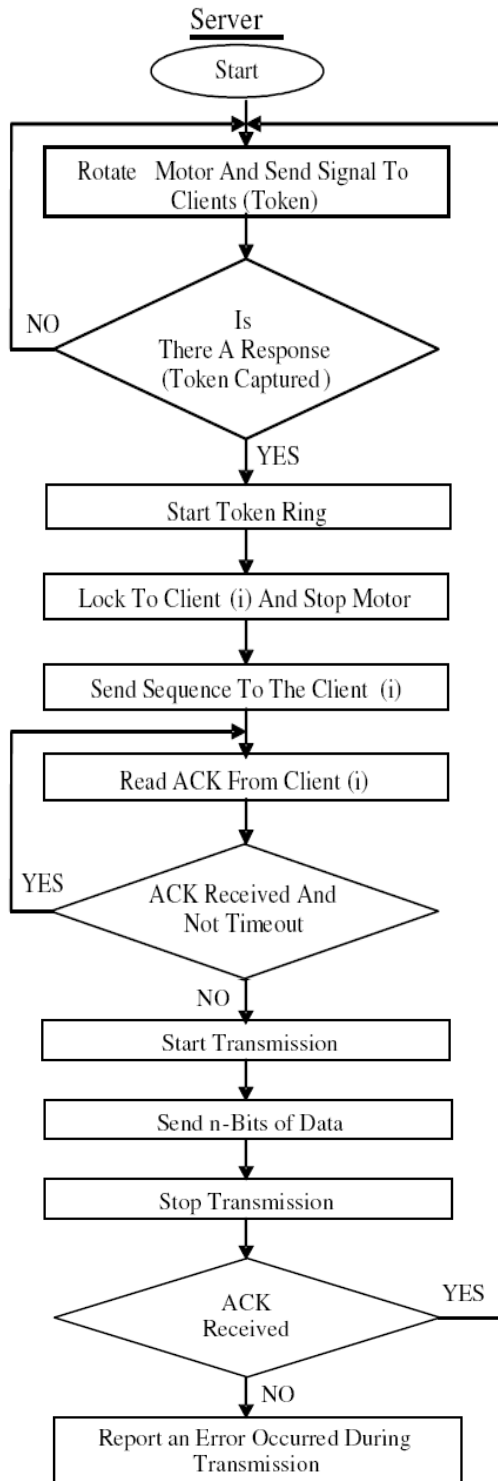 Server
Start
Rotate Motor And Send Signal To
Clients (Token)
Is
There A Response
(Token Captured)
NO
YES
Start Token Ring
Lock To Client (i) And Stop Motor
Send Sequence To The Client (i)
Read ACK From Client (i)
YES
ACK Received And
Not Timeout
NO
Start Transmission
Send n-Bits of Data
Stop Transmission
ACK
Received
YES
NO
Report an Error Occurred During
Transmission